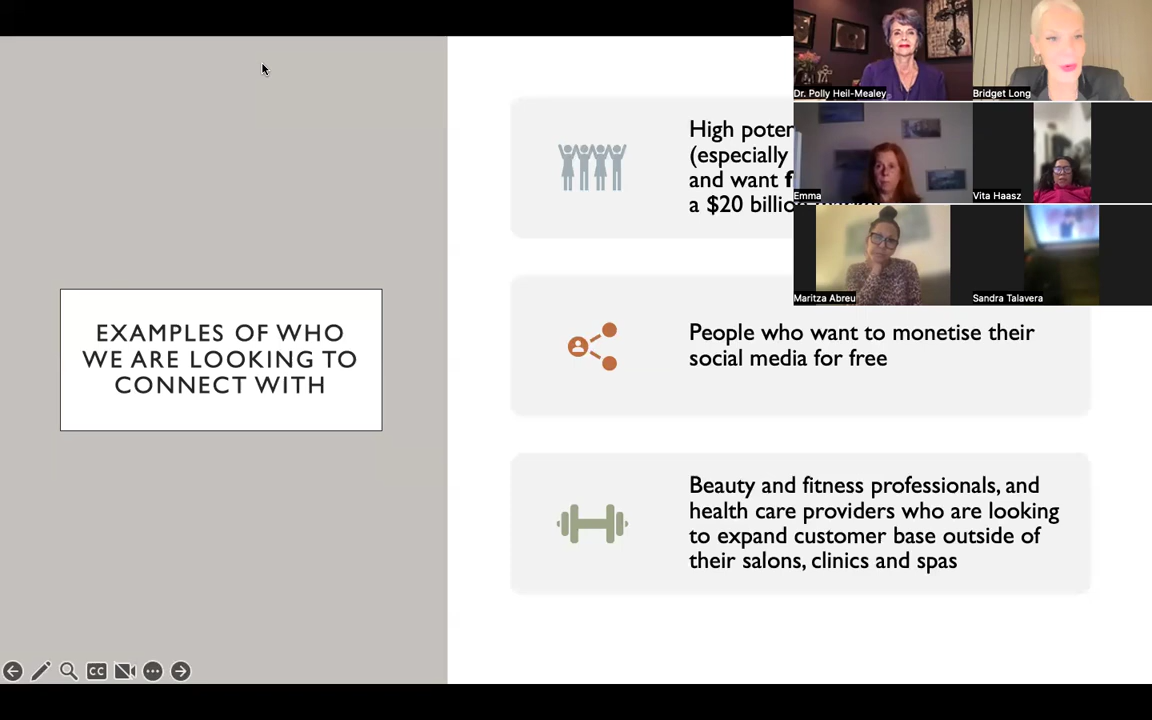 EXAMPLES OF WHO
WE ARE LOOKING TO
CONNECT WITH
High
(especially
and want
a $20
People who want to monetise their
social media for free
Beauty and fitness professionals, and
health care providers who are looking
to expand customer base outside of
their salons, clinics and spas
Dr. Polly Heil-Mealey
Bridget Long
Emma
Vita Haasz
Maritza Abreu
Sandra Talavera
CC